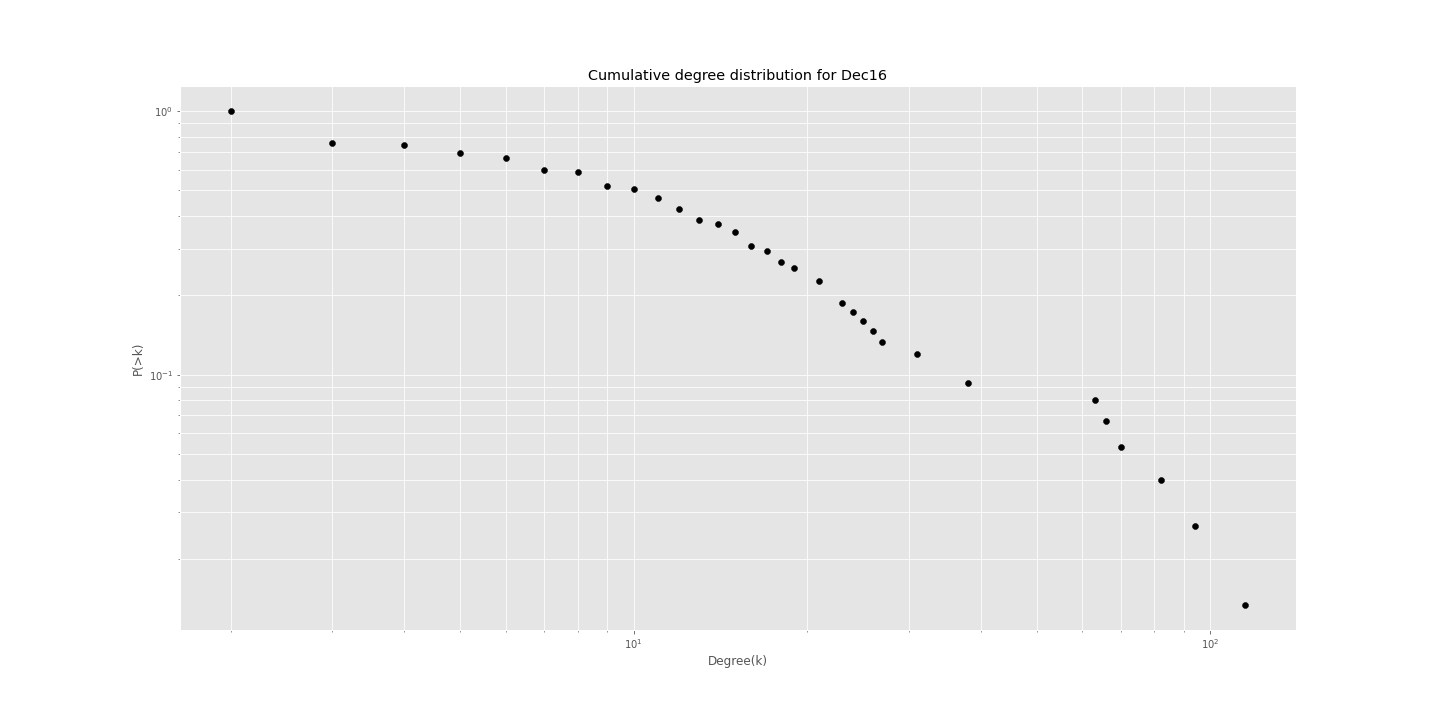 Cumulative degree distribution for Dec16
10⁰
P(>k)
10⁻¹
10¹
10²
Degree(k)